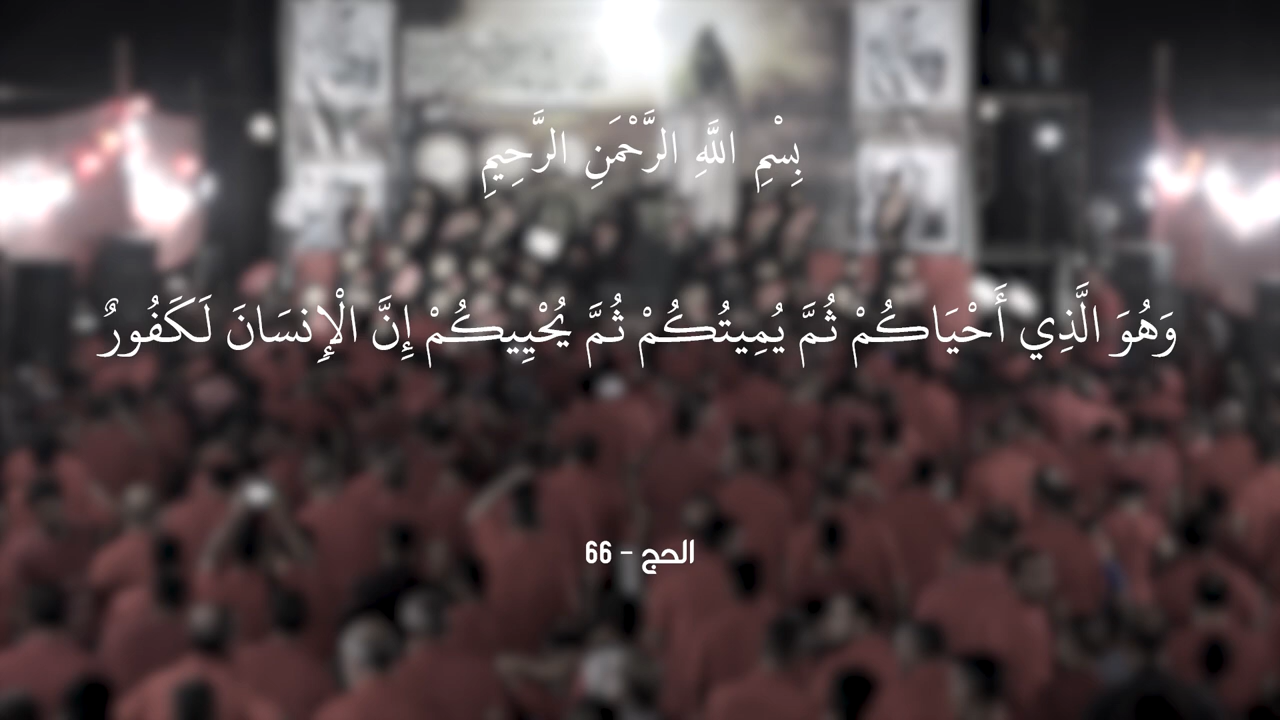 بِسْمِ اللَّهِ الرَّحْمَنِ الرَّحِيمِ
وَهُوَ الَّذِي أَحْيَاكُمْ ثُمَّ يُمِيتُكُمْ ثُمَّ يُحْيِيكُمْ إِنَّ الْإِنسَانَ لَكَفُورٌ
الحج - 66